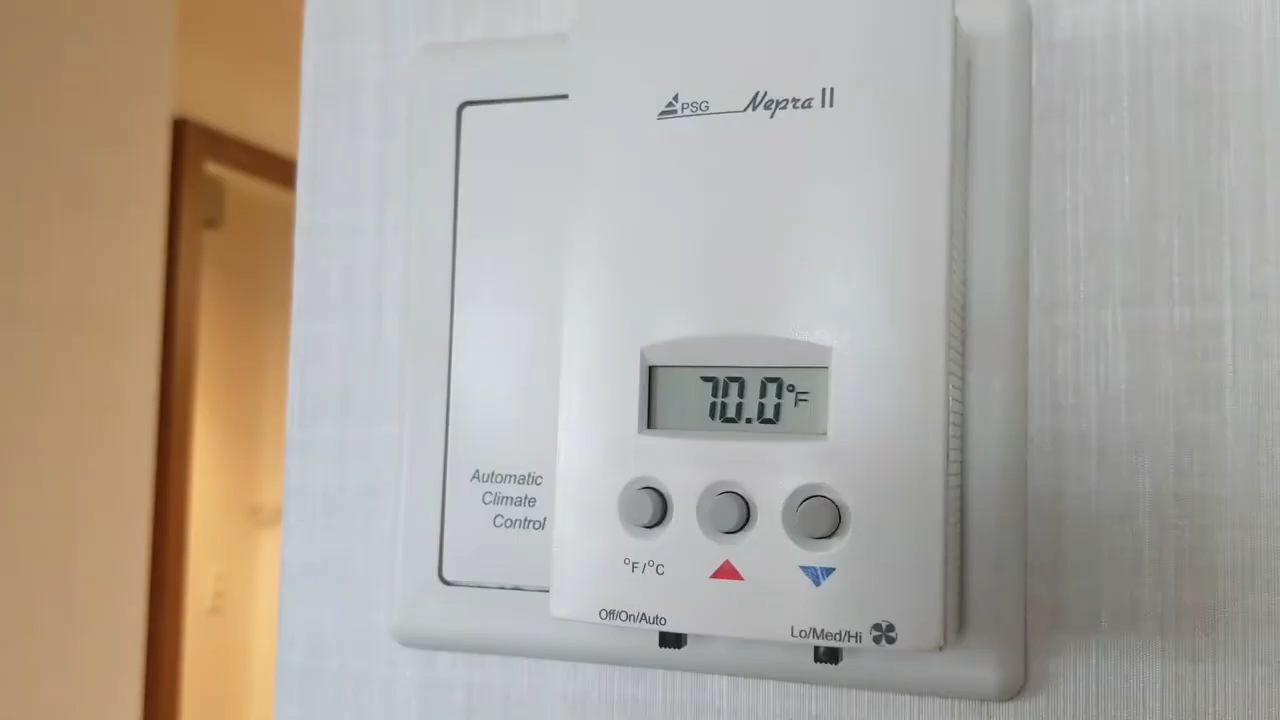 PSG Nepra II
70.0°F
Automatic
Climate
Control
°F/°C
Off/On/Auto
Lo/Med/Hi